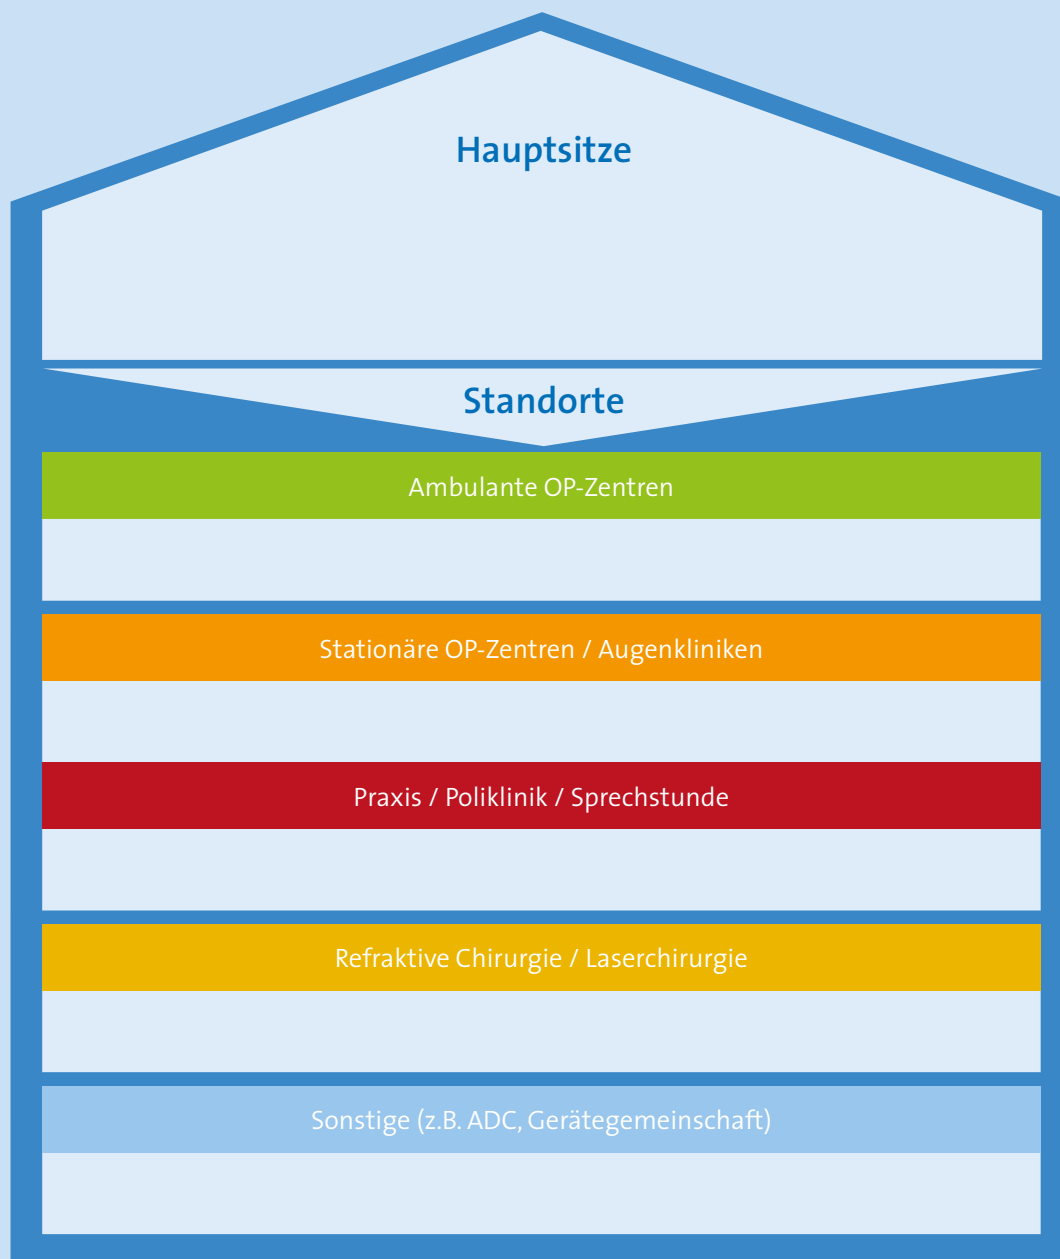 Hauptsitze
Standorte
Ambulante OP-Zentren
Stationäre OP-Zentren / Augenkliniken
Praxis / Poliklinik / Sprechstunde
Refraktive Chirurgie / Laserchirurgie
Sonstige (z.B. ADC, Gerätegemeinschaft)